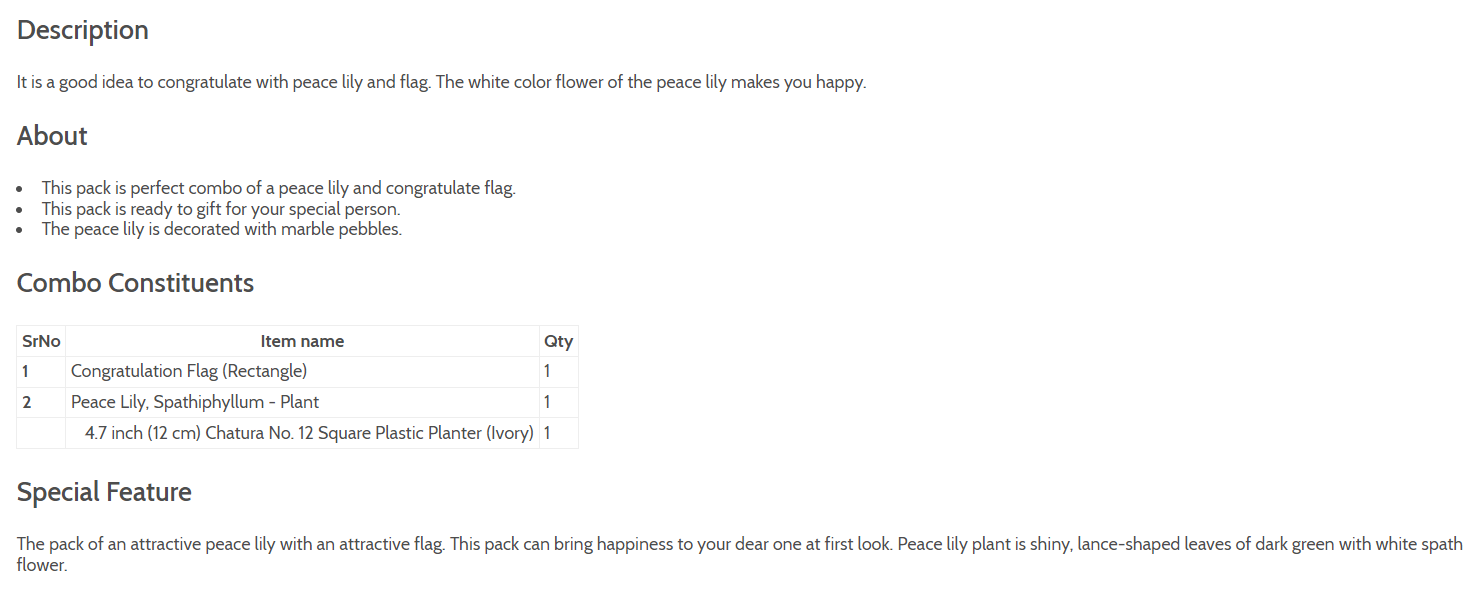 Description
It is a good idea to congratulate with peace lily and flag. The white color flower of the peace lily makes you happy.
About
• This pack is perfect combo of a peace lily and congratulate flag.
• This pack is ready to gift for your special person.
• The peace lily is decorated with marble pebbles.
Combo Constituents
SrNo Item name Qty
1 Congratulation Flag (Rectangle) 1
2 Peace Lily, Spathiphyllum - Plant 1
4.7 inch (12 cm) Chatura No. 12 Square Plastic Planter (Ivory) 1
Special Feature
The pack of an attractive peace lily with an attractive flag. This pack can bring happiness to your dear one at first look. Peace lily plant is shiny, lance-shaped leaves of dark green with white spath
flower.